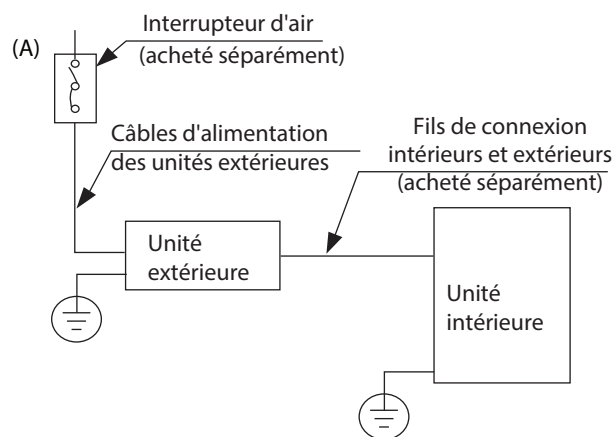 (A)
Interrupteur d'air
(acheté séparément)
Câbles d'alimentation
des unités extérieures
Fils de connexion
intérieurs et extérieurs
(acheté séparément)
Unité
extérieure
Unité
intérieure